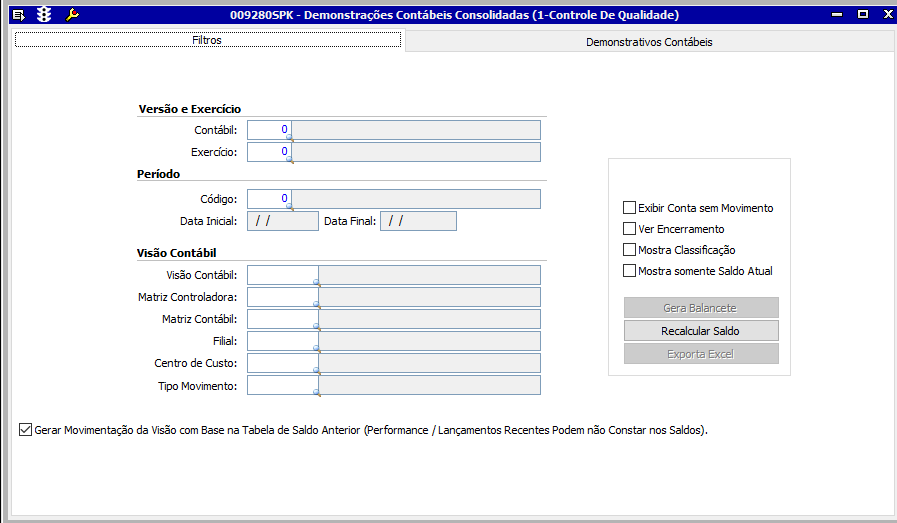 009280SPK - Demonstrações Contábeis Consolidadas (1-Controle De Qualidade)
Filtros
Demonstrativos Contábeis
Versão e Exercício
Contábil: 0
Exercício: 0
Período
Código: 0
Data Inicial: / / Data Final: / /
Visão Contábil
Visão Contábil:
Matriz Controladora:
Matriz Contábil:
Filial:
Centro de Custo:
Tipo Movimento:
Exibir Conta sem Movimento
Ver Encerramento
Mostra Classificação
Mostra somente Saldo Atual
Gera Balancete
Recalcular Saldo
Exporta Excel
Gerar Movimentação da Visão com Base na Tabela de Saldo Anterior (Performance / Lançamentos Recentes Podem não Constar nos Saldos).